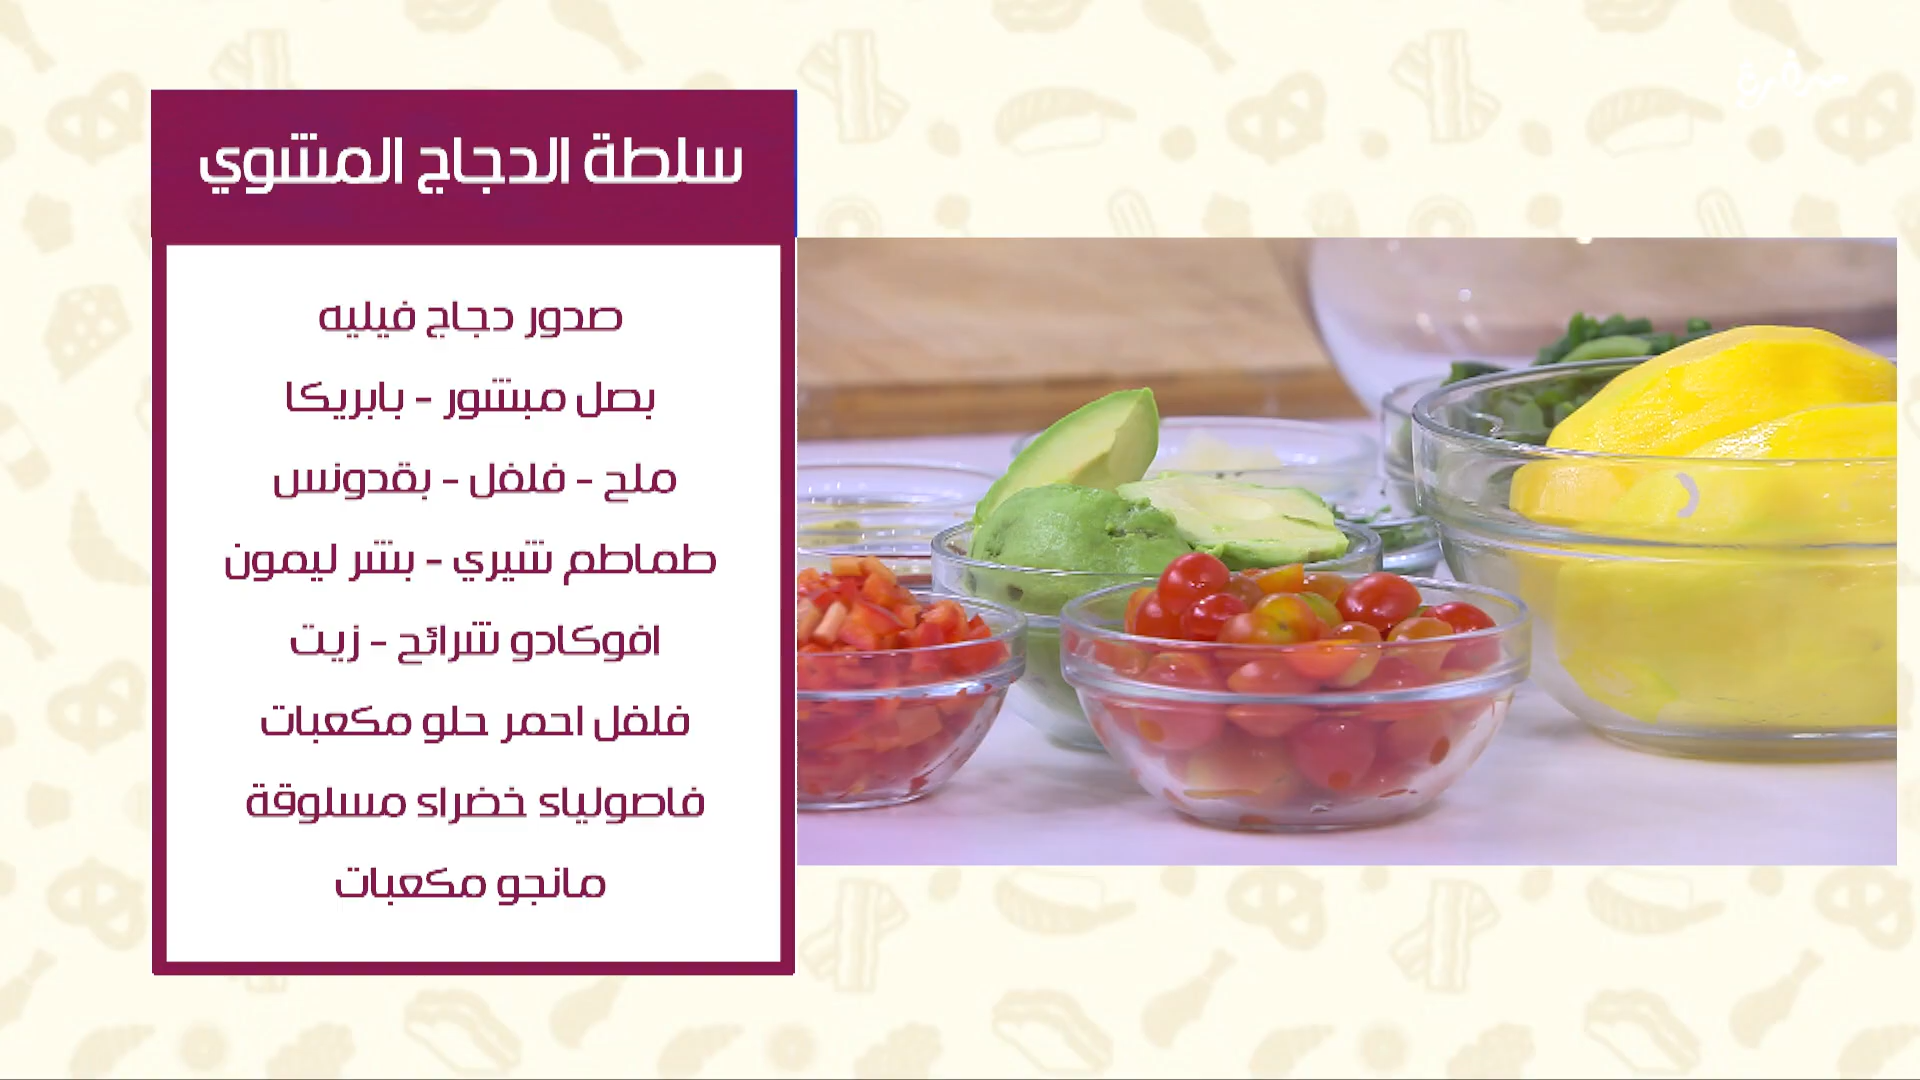 سلطة الدجاج المشوي
صدور دجاج فيليه
بصل مبشور - بابريكا
ملح - فلفل - بقدونس
طماطم شيري - بشر ليمون
افوكادو شرائح - زيت
فلفل احمر حلو مكعبات
فاصولياء خضراء مسلوقة
مانجو مكعبات